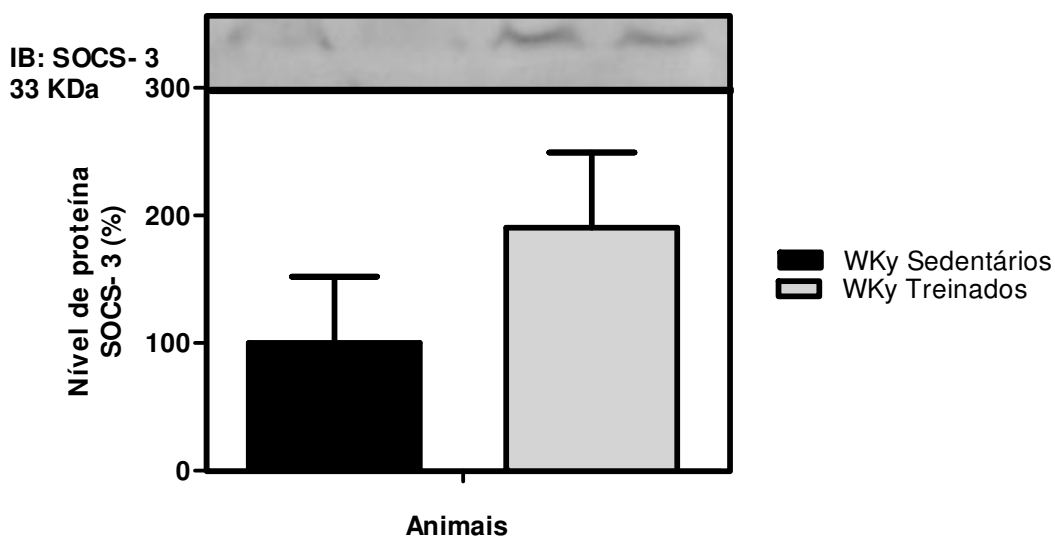 IB: SOCS- 3
33 KDa
300
200
100
0
Nível de proteína
SOCS- 3 (%)
Animais
WKy Sedentários
WKy Treinados